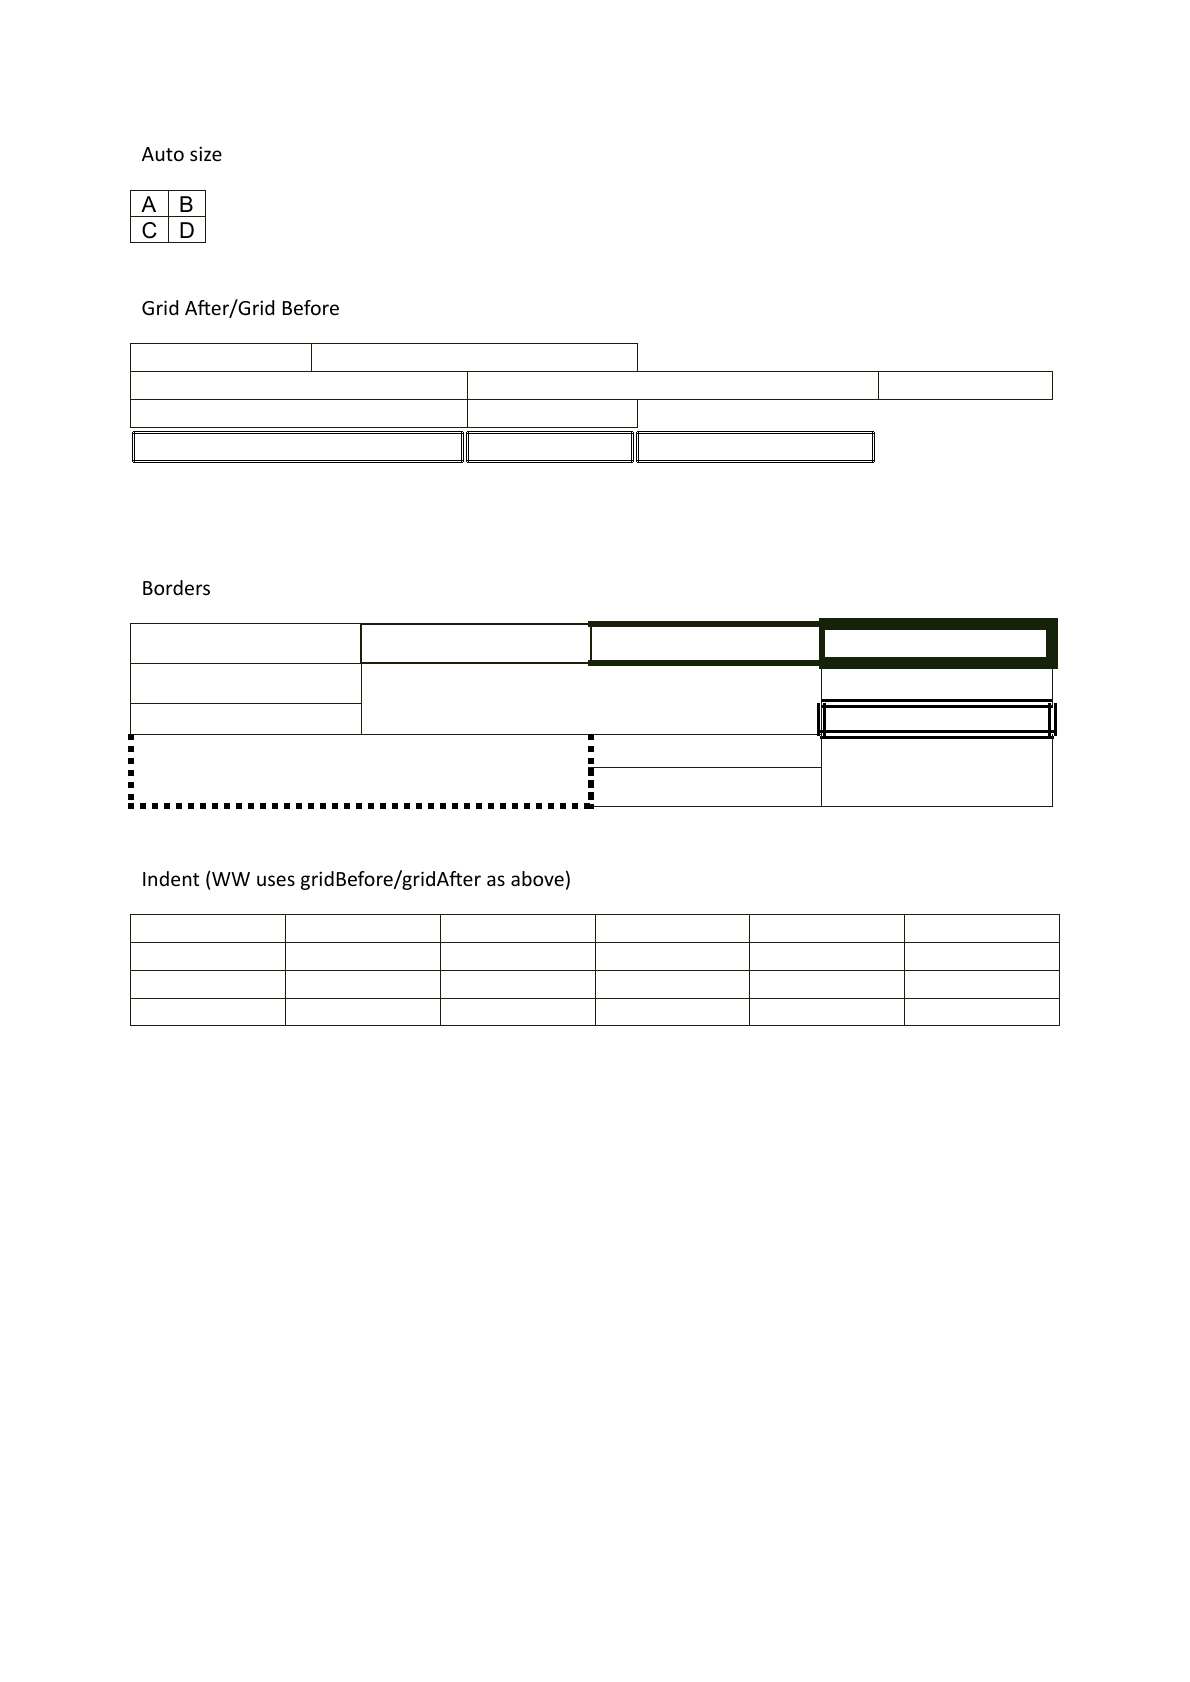 Auto size
A B
C D
Grid After/Grid Before
Borders
Indent (WW uses gridBefore/gridAfter as above)